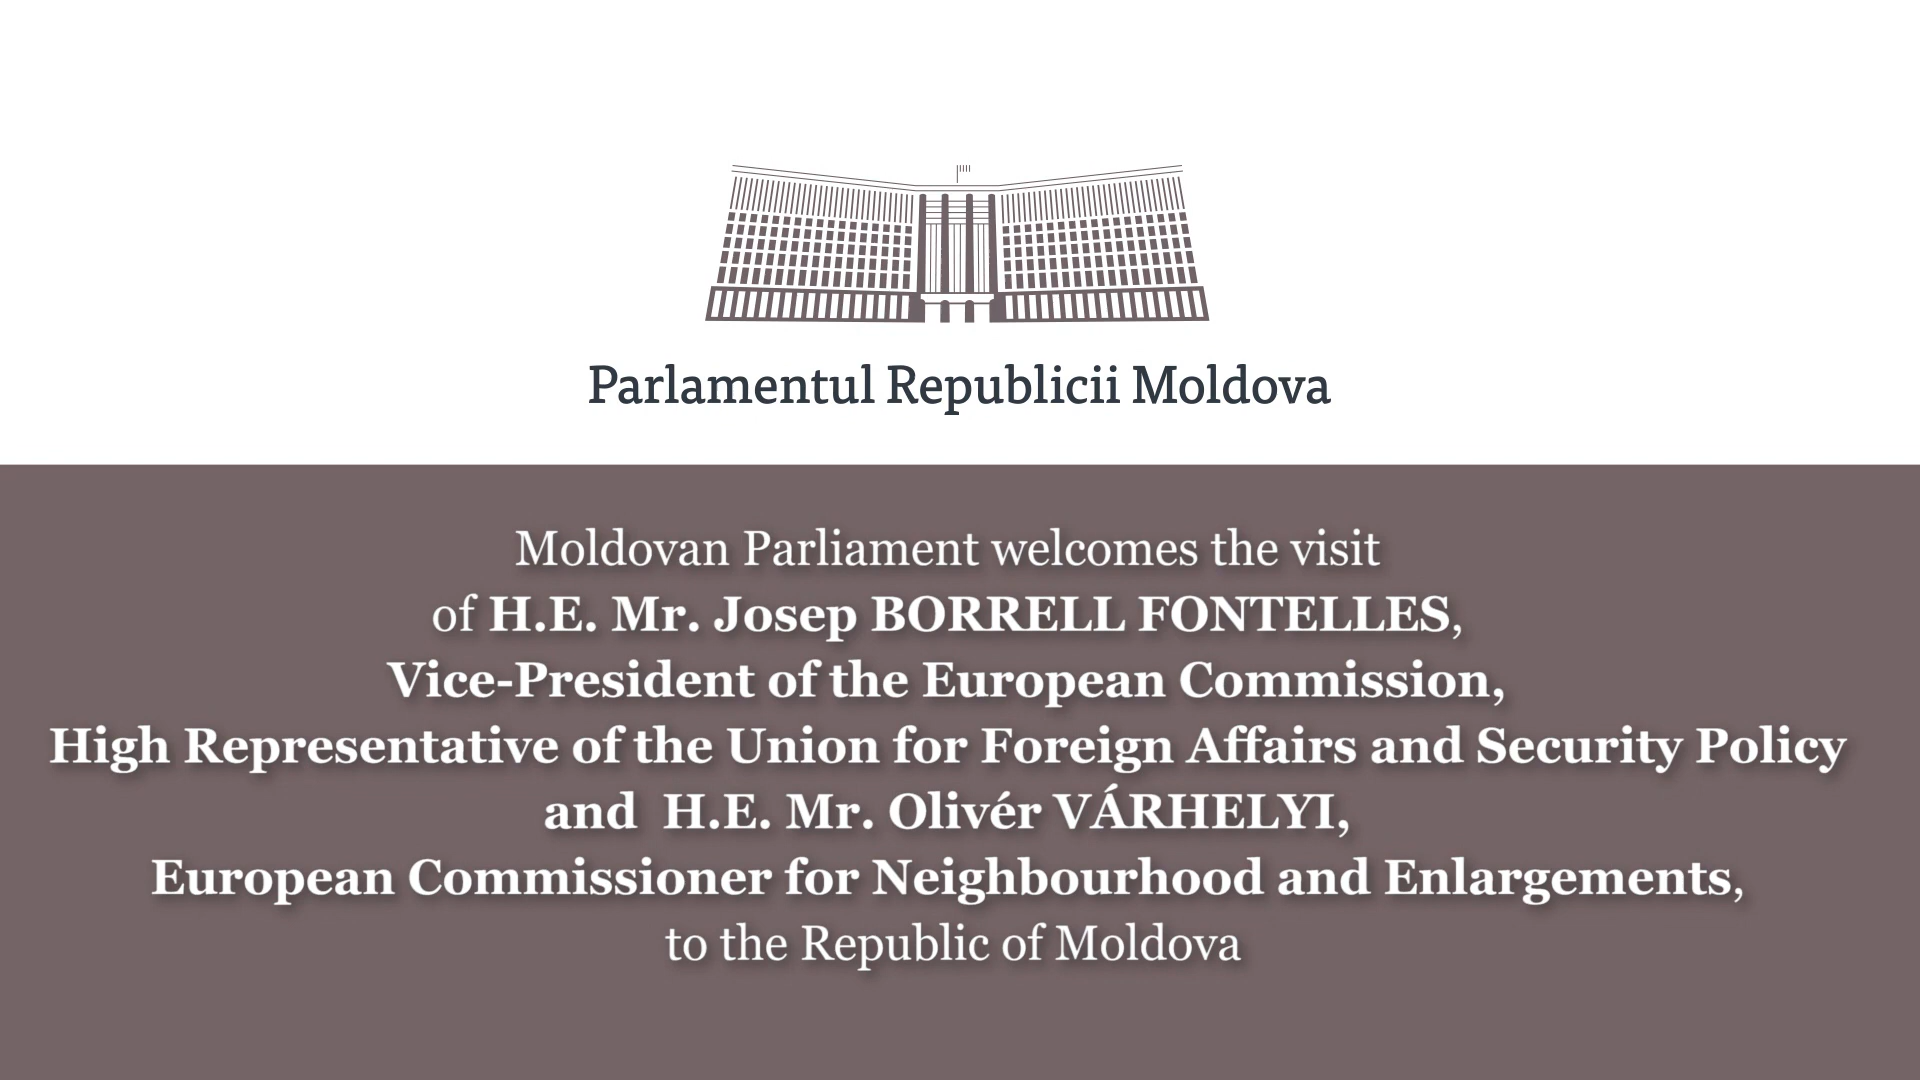 Parlamentul Republicii Moldova
Moldovan Parliament welcomes the visit
of H.E. Mr. Josep BORRELL FONTELLES,
Vice-President of the European Commission,
High Representative of the Union for Foreign Affairs and Security Policy
and H.E. Mr. Olivér VÁRHELYI,
European Commissioner for Neighbourhood and Enlargements,
to the Republic of Moldova